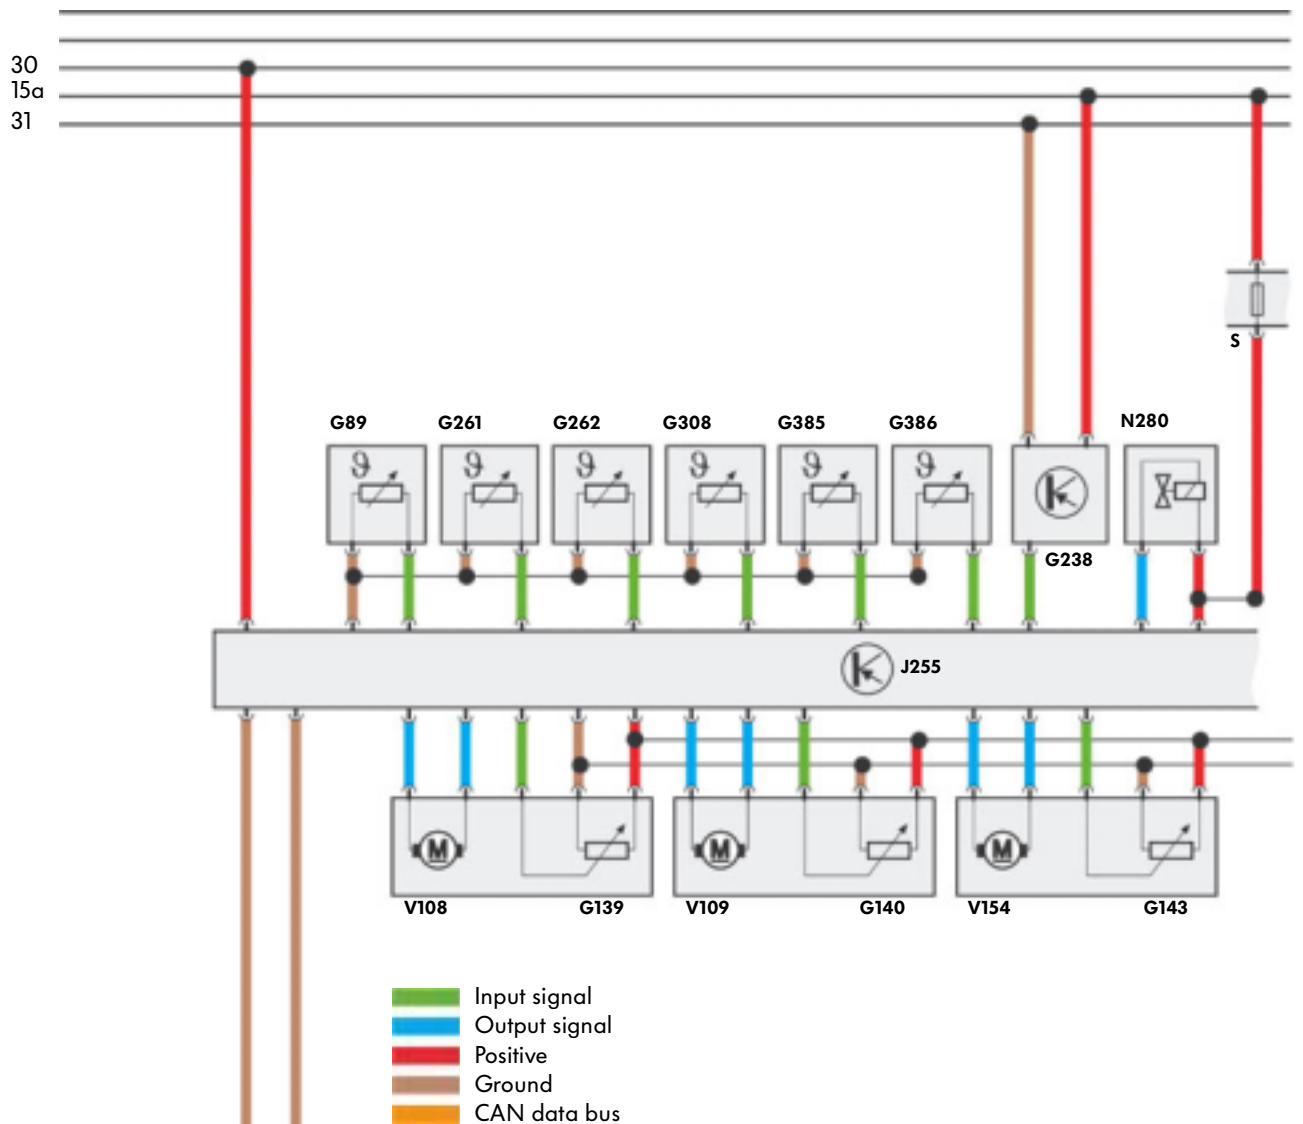 30
15a
31
S
G89 G261 G262 G308 G385 G386 N280
ϑ ϑ ϑ ϑ ϑ ϑ
G238
J255
M M M
V108 G139 V109 G140 V154 G143
Input signal
Output signal
Positive
Ground
CAN data bus